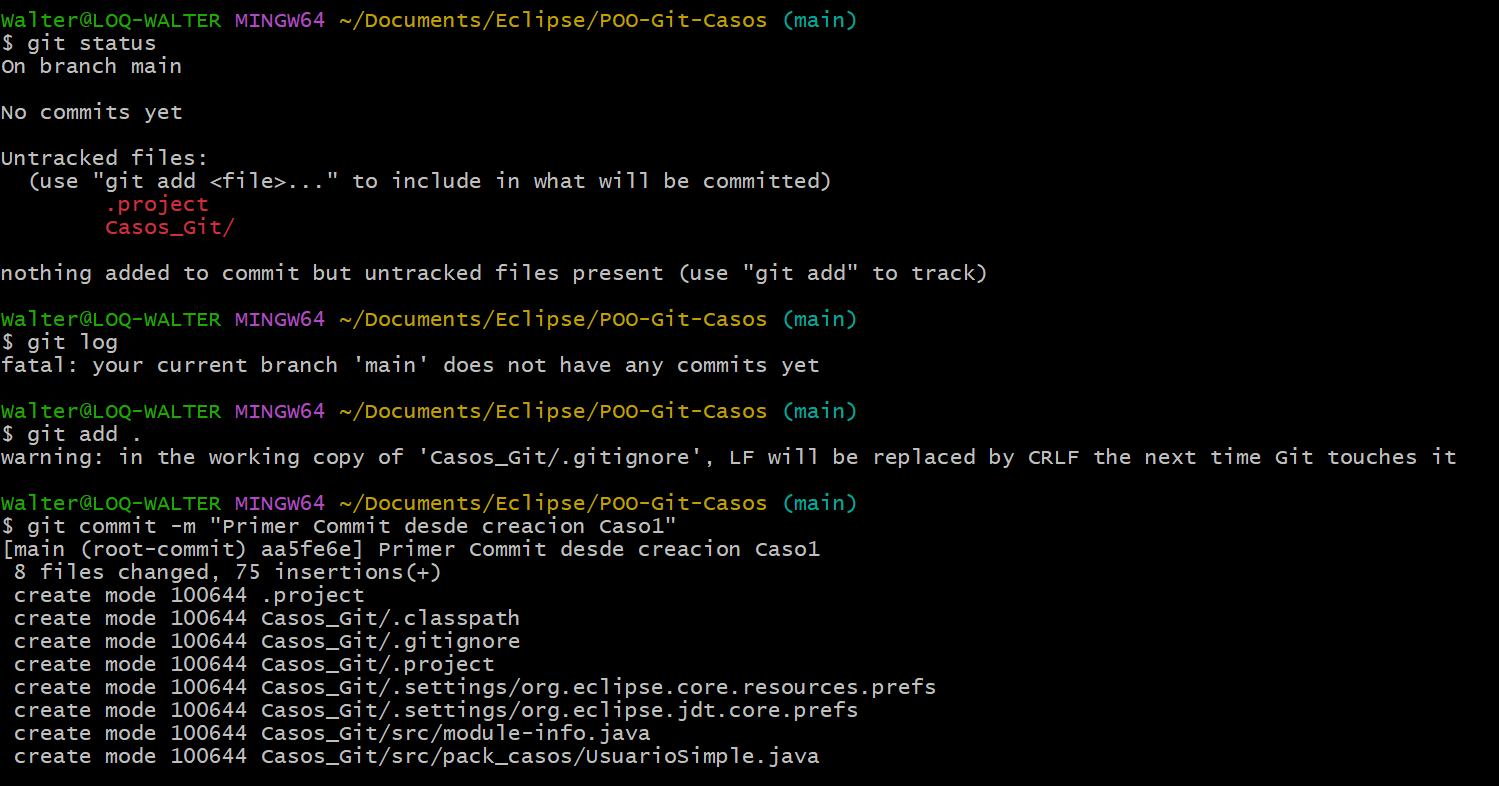 Walter@LOQ-WALTER MINGW64 ~/Documents/Eclipse/POO-Git-Casos (main)
$ git status
On branch main
No commits yet
Untracked files:
(use "git add <file>..." to include in what will be committed)
.project
Casos_Git/
nothing added to commit but untracked files present (use "git add" to track)
Walter@LOQ-WALTER MINGW64 ~/Documents/Eclipse/POO-Git-Casos (main)
$ git log
fatal: your current branch 'main' does not have any commits yet
Walter@LOQ-WALTER MINGW64 ~/Documents/Eclipse/POO-Git-Casos (main)
$ git add .
warning: in the working copy of 'Casos_Git/.gitignore', LF will be replaced by CRLF the next time Git touches it
Walter@LOQ-WALTER MINGW64 ~/Documents/Eclipse/POO-Git-Casos (main)
$ git commit -m "Primer Commit desde creacion Caso1"
[main (root-commit) aa5fe6e] Primer Commit desde creacion Caso1
8 files changed, 75 insertions(+)
create mode 100644 .project
create mode 100644 Casos_Git/.classpath
create mode 100644 Casos_Git/.gitignore
create mode 100644 Casos_Git/.project
create mode 100644 Casos_Git/.settings/org.eclipse.core.resources.prefs
create mode 100644 Casos_Git/.settings/org.eclipse.jdt.core.prefs
create mode 100644 Casos_Git/src/module-info.java
create mode 100644 Casos_Git/src/pack_casos/UsuarioSimple.java